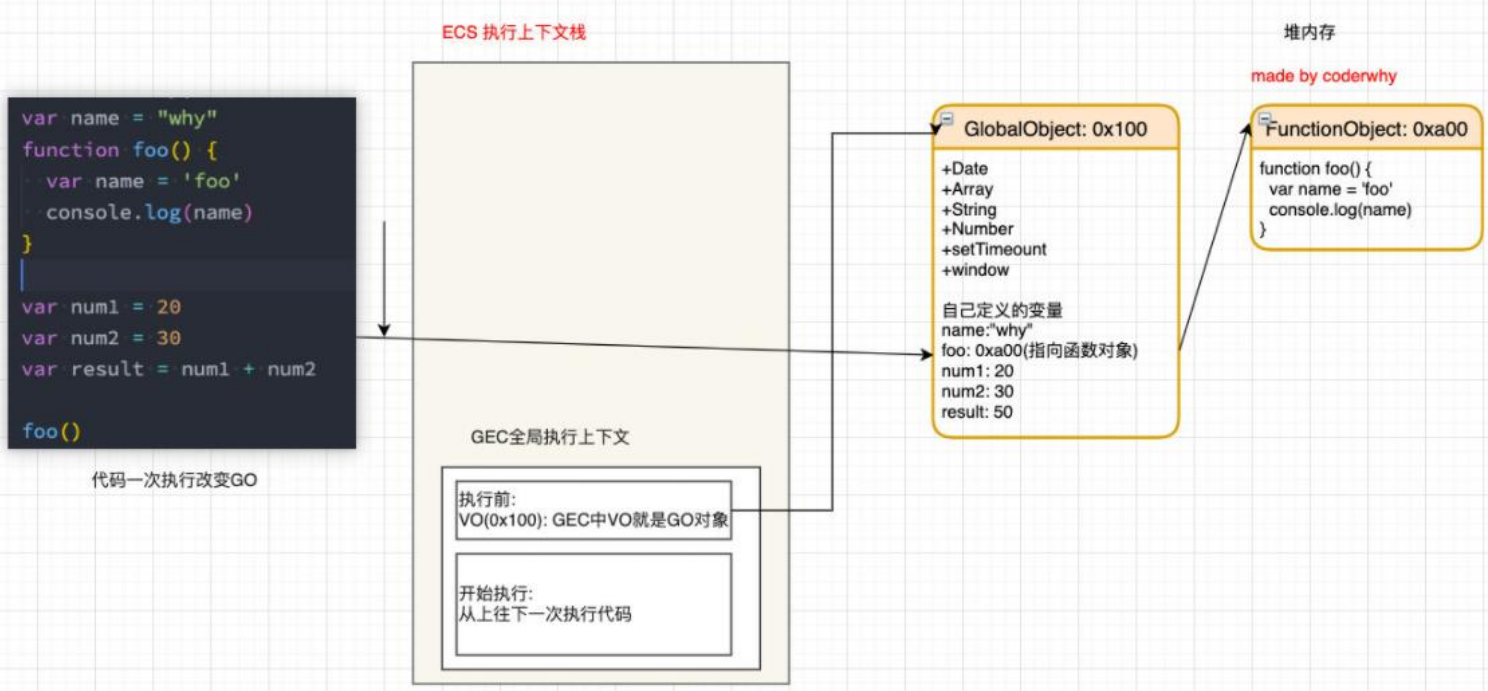 ECS 执行上下文栈
堆内存
made by coderwhy
var name = "why"
function foo() {
  var name = 'foo'
  console.log(name)
}
var num1 = 20
var num2 = 30
var result = num1 + num2
foo()
代码一次执行改变GO
GEC全局执行上下文
执行前:
VO(0x100): GEC中VO就是GO对象
开始执行:
从上往下一次执行代码
GlobalObject: 0x100
+Date
+Array
+String
+Number
+setTimeount
+window
自己定义的变量
name:"why"
foo: 0xa00(指向函数对象)
num1: 20
num2: 30
result: 50
FunctionObject: 0xa00
function foo() {
  var name = 'foo'
  console.log(name)
}